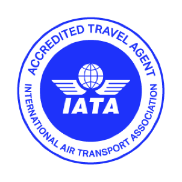 ACCREDITED TRAVEL AGENT
IATA
INTERNATIONAL AIR TRANSPORT ASSOCIATION